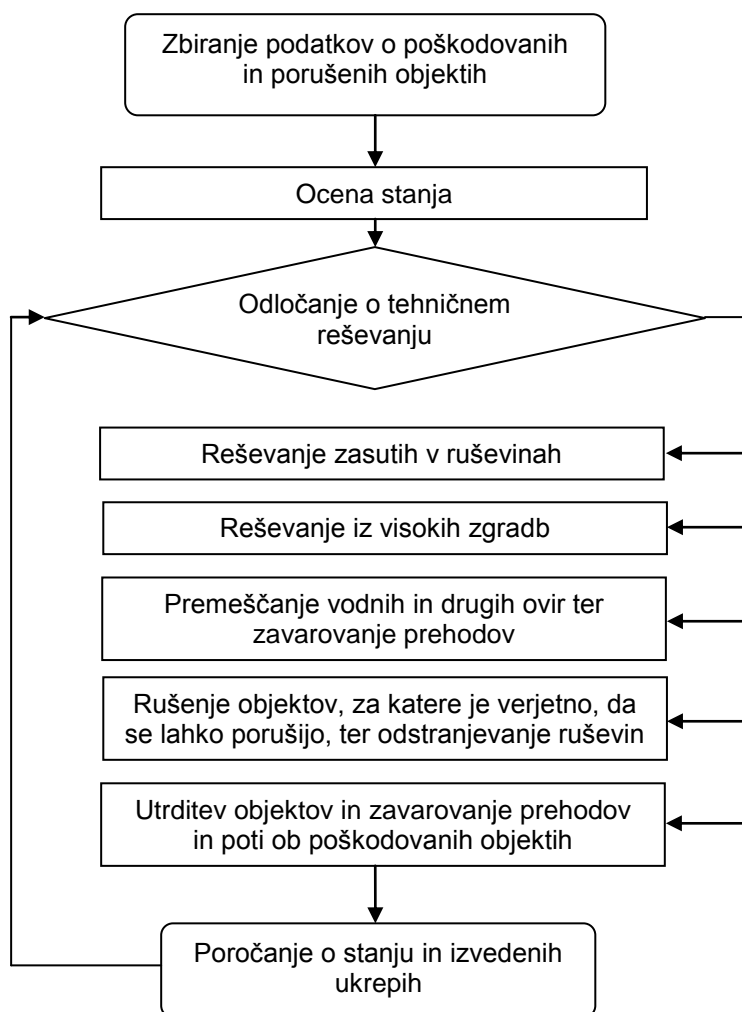 Zbiranje podatkov o poškodovanih
in porušenih objektih
Ocena stanja
Odločanje o tehničnem
reševanju
Reševanje zasutih v ruševinah
Reševanje iz visokih zgradb
Premeščanje vodnih in drugih ovir ter
zavarovanje prehodov
Rušenje objektov, za katere je verjetno, da
se lahko porušijo, ter odstranjevanje ruševin
Utrditev objektov in zavarovanje prehodov
in poti ob poškodovanih objektih
Poročanje o stanju in izvedenih
ukrepih